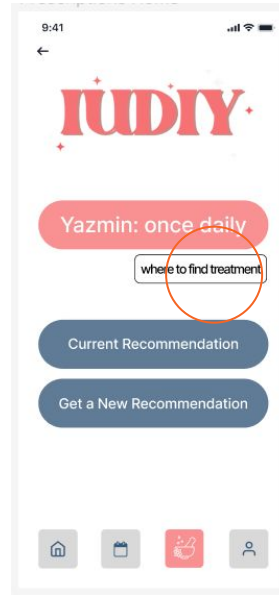 9:41
IUDIY
Yazmin: once daily
where to find treatment
Current Recommendation
Get a New Recommendation